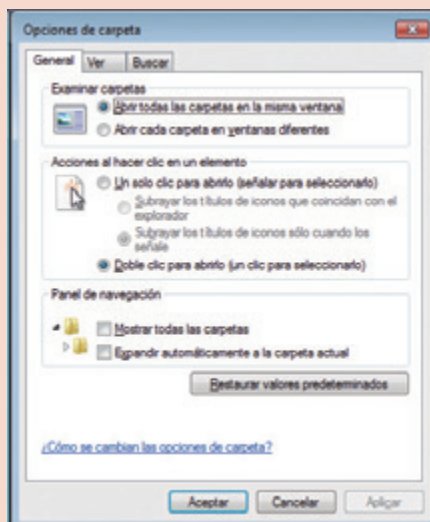 Opciones de carpeta
General Ver Buscar
Examinar carpetas
Abrir todas las carpetas en la misma ventana
Abrir cada carpeta en ventanas diferentes
Acciones al hacer clic en un elemento
Un solo clic para abrirlo (señalar para seleccionarlo)
Subrayar los títulos de iconos que coincidan con el
explorador
Subrayar los títulos de iconos sólo cuando los
señale
Doble clic para abrirlo (un clic para seleccionarlo)
Panel de navegación
Mostrar todas las carpetas
Expandir automáticamente a la carpeta actual
Restaurar valores predeterminados
¿Cómo se cambian las opciones de carpeta?
Aceptar Cancelar Aplicar